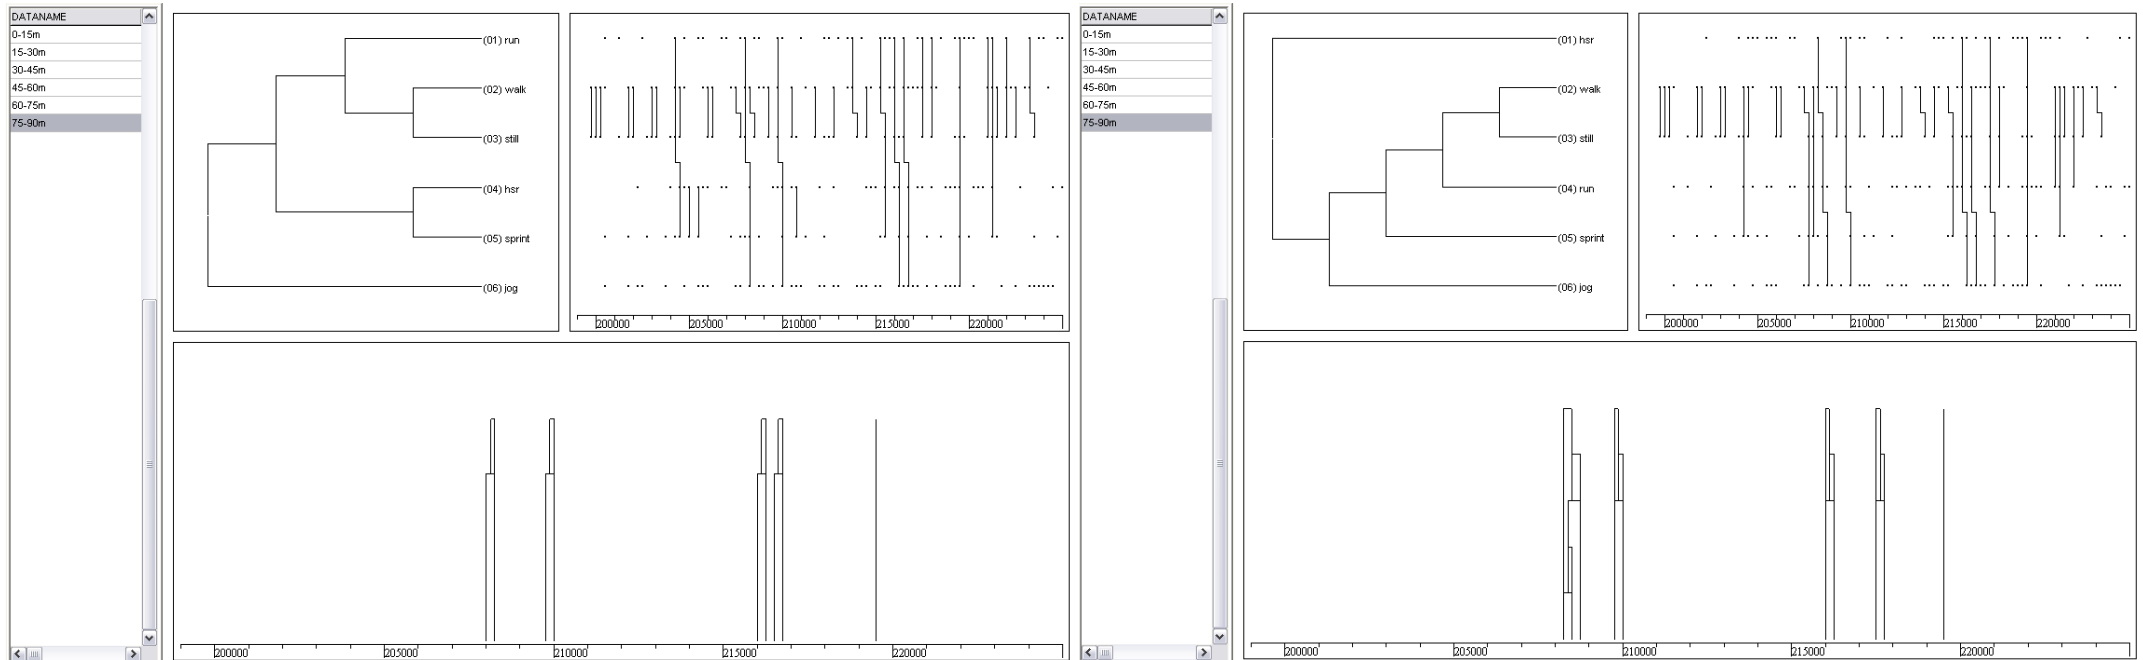 DATANAME
0-15m
15-30m
30-45m
45-60m
60-75m
75-90m
(01) run
(02) walk
(03) still
(04) hsr
(05) sprint
(06) jog
200000 205000 210000 215000 220000
200000 205000 210000 215000 220000
DATANAME
0-15m
15-30m
30-45m
45-60m
60-75m
75-90m
(01) hsr
(02) walk
(03) still
(04) run
(05) sprint
(06) jog
200000 205000 210000 215000 220000
200000 205000 210000 215000 220000